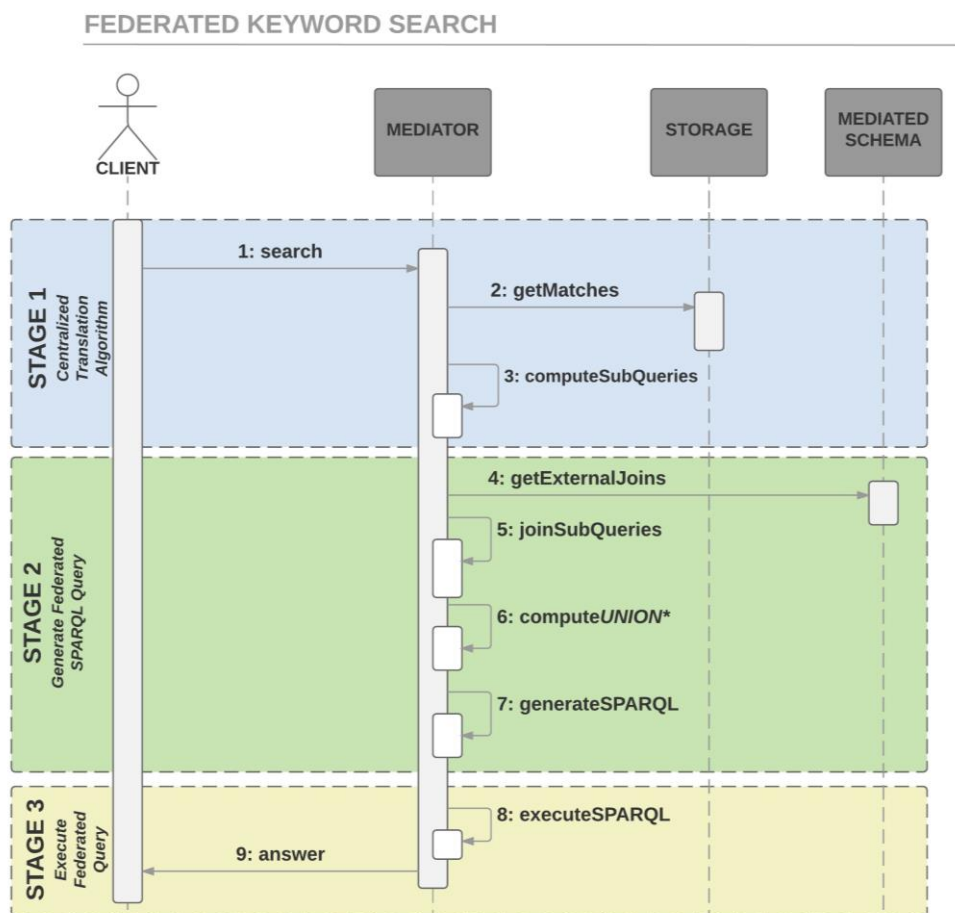 FEDERATED KEYWORD SEARCH
CLIENT
MEDIATOR
STORAGE
MEDIATED
SCHEMA
STAGE 1
Centralized
Translation
Algorithm
1: search
2: getMatches
3: computeSubQueries
STAGE 2
Generate Federated
SPARQL Query
4: getExternalJoins
5: joinSubQueries
6: computeUNION*
7: generateSPARQL
STAGE 3
Execute
Federated
Query
8: executeSPARQL
9: answer